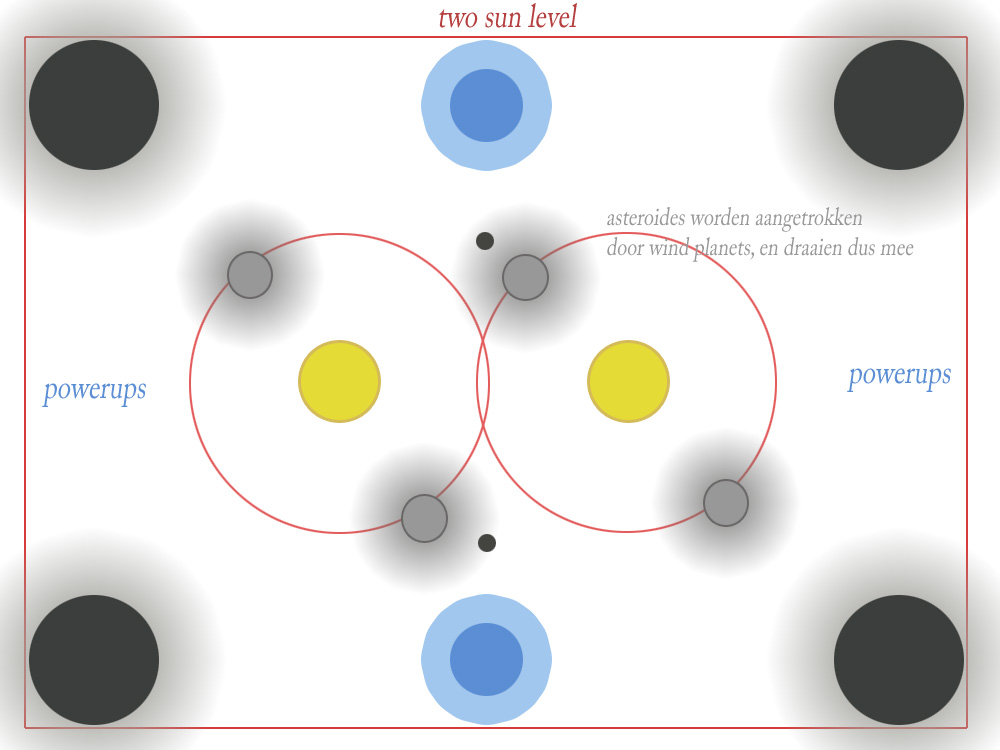 two sun level
asteroides worden aangetrokken
door wind planets, en draaien dus mee
powerups
powerups